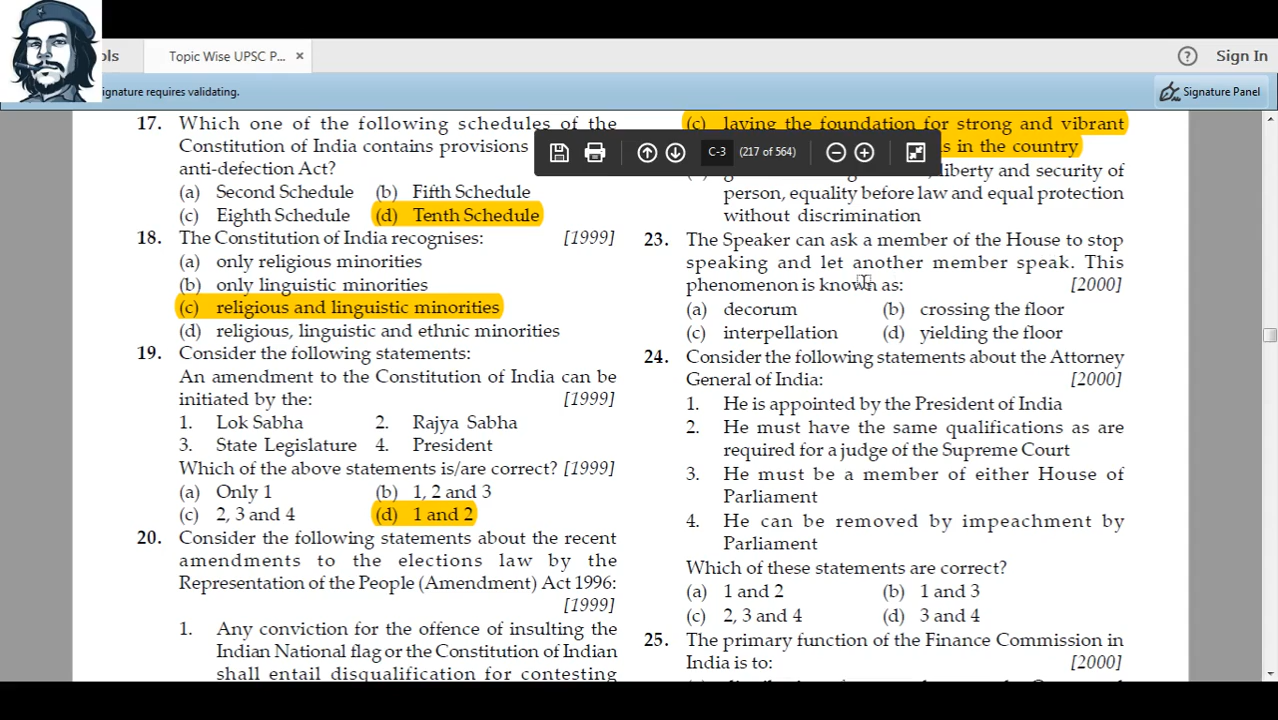 ols
Topic Wise UPSC P... ×
? Sign In
ignature requires validating.
Signature Panel
C-3 (217 of 564)
17. Which one of the following schedules of the
Constitution of India contains provisions
anti-defection Act?
(a) Second Schedule (b) Fifth Schedule
(c) Eighth Schedule (d) Tenth Schedule
18. The Constitution of India recognises: [1999]
(a) only religious minorities
(b) only linguistic minorities
(c) religious and linguistic minorities
(d) religious, linguistic and ethnic minorities
19. Consider the following statements:
An amendment to the Constitution of India can be
initiated by the: [1999]
1. Lok Sabha 2. Rajya Sabha
3. State Legislature 4. President
Which of the above statements is/are correct? [1999]
(a) Only 1 (b) 1, 2 and 3
(c) 2, 3 and 4 (d) 1 and 2
20. Consider the following statements about the recent
amendments to the elections law by the
Representation of the People (Amendment) Act 1996:
[1999]
1. Any conviction for the offence of insulting the
Indian National flag or the Constitution of Indian
shall entail disqualification for contesting
(c) laying the foundation for strong and vibrant
s in the country
liberty and security of
person, equality before law and equal protection
without discrimination
23. The Speaker can ask a member of the House to stop
speaking and let another member speak. This
phenomenon is known as: [2000]
(a) decorum (b) crossing the floor
(c) interpellation (d) yielding the floor
24. Consider the following statements about the Attorney
General of India: [2000]
1. He is appointed by the President of India
2. He must have the same qualifications as are
required for a judge of the Supreme Court
3. He must be a member of either House of
Parliament
4. He can be removed by impeachment by
Parliament
Which of these statements are correct?
(a) 1 and 2 (b) 1 and 3
(c) 2, 3 and 4 (d) 3 and 4
25. The primary function of the Finance Commission in
India is to: [2000]